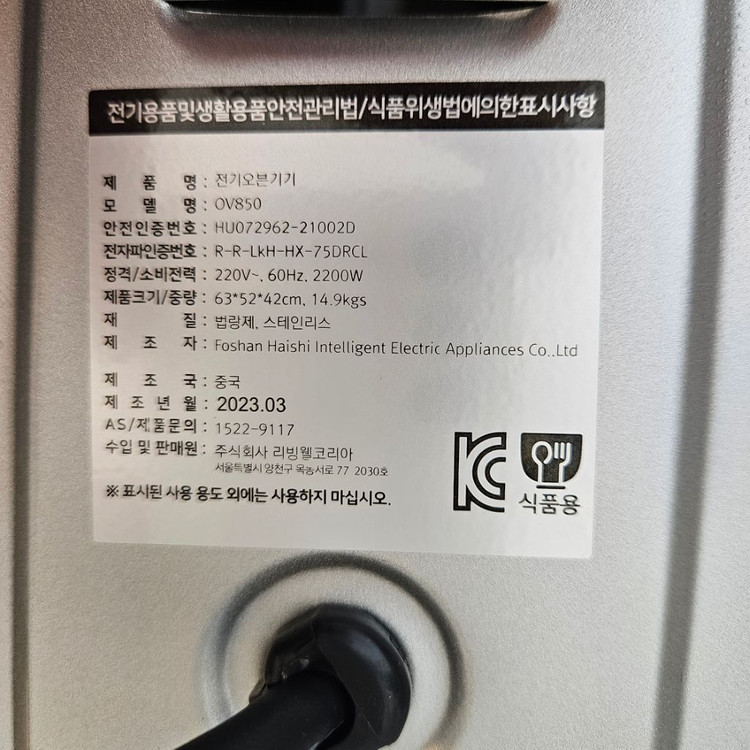 전기용품및생활용품안전관리법/식품위생법에의한표시사항
제 품 명 : 전기오븐기기
모 델 명 : OV850
안전인증번호 : HU072962-21002D
전자파인증번호 : R-R-LkH-HX-75DRCL
정격/소비전력 : 220V~, 60Hz, 2200W
제품크기/중량 : 63*52*42cm, 14.9kgs
재 질 : 법랑제, 스테인리스
제 조 자 : Foshan Haishi Intelligent Electric Appliances Co.,Ltd
제 조 국 : 중국
제 조 년 월 : 2023.03
AS/제품문의 : 1522-9117
수입 및 판매원 : 주식회사 리빙웰코리아
서울특별시 양천구 목동서로 77 2030호
※ 표시된 사용 용도 외에는 사용하지 마십시오.
KC
식품용